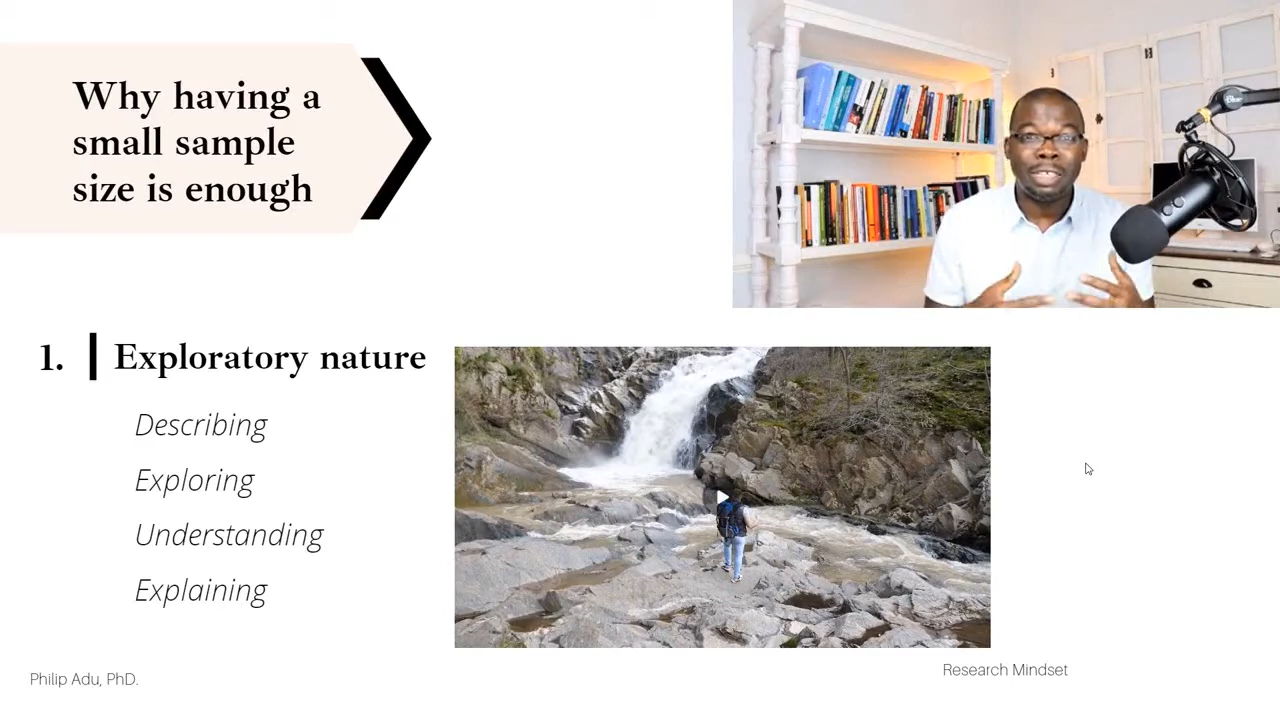 Why having a
small sample
size is enough
1. Exploratory nature
Describing
Exploring
Understanding
Explaining
Philip Adu, PhD.
Research Mindset